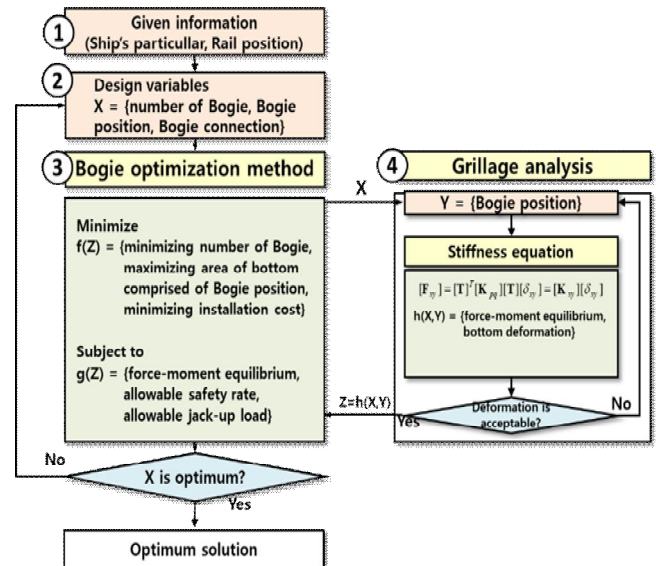 1
Given information
(Ship's particullar, Rail position)
2
Design variables
X = {number of Bogie, Bogie
position, Bogie connection}
3
Bogie optimization method
Minimize
f(Z) = {minimizing number of Bogie,
maximizing area of bottom
comprised of Bogie position,
minimizing installation cost}
Subject to
g(Z) = {force-moment equilibrium,
allowable safety rate,
allowable jack-up load}
No
X is optimum?
Yes
Optimum solution
X
Z=h(X,Y)
4
Grillage analysis
Y = {Bogie position}
Stiffness equation
[F_xy] = [T]^T[K_pq][T][δ_xy] = [K_xy][δ_xy]
h(X,Y) = {force-moment equilibrium,
bottom deformation}
Deformation is
acceptable?
Yes
No